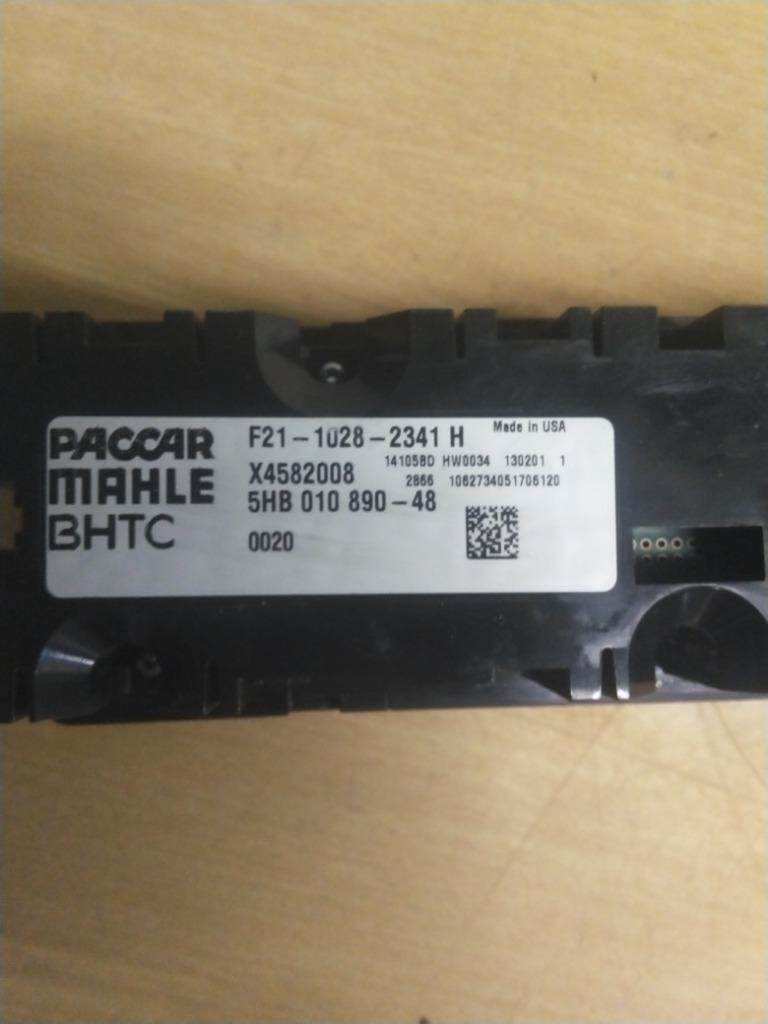 PACCAR
MAHLE
BHTC
F21-1028-2341 H
Made in USA
X4582008
14105BD HW0034 130201 1
2866 1062734051706120
5HB 010 890-48
0020